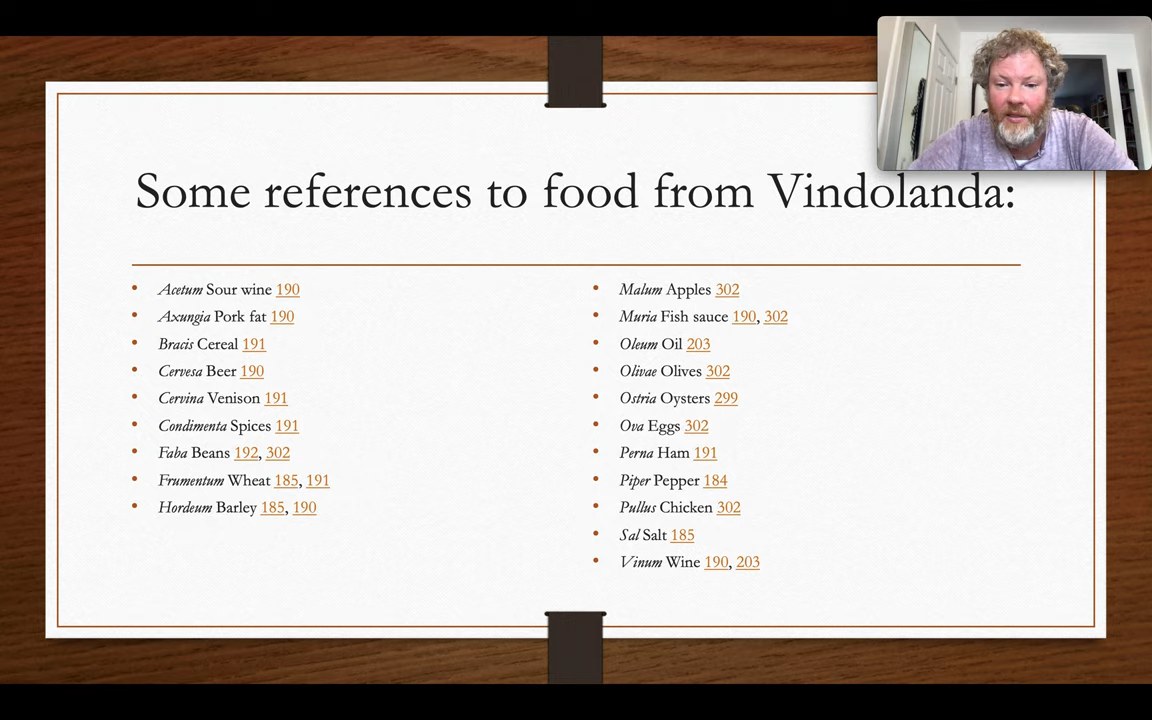 Some references to food from Vindolanda:
• Acetum Sour wine 190
• Axungia Pork fat 190
• Bracis Cereal 191
• Cervesa Beer 190
• Cervina Venison 191
• Condimenta Spices 191
• Faba Beans 192, 302
• Frumentum Wheat 185, 191
• Hordeum Barley 185, 190
• Malum Apples 302
• Muria Fish sauce 190, 302
• Oleum Oil 203
• Olivae Olives 302
• Ostria Oysters 299
• Ova Eggs 302
• Perna Ham 191
• Piper Pepper 184
• Pullus Chicken 302
• Sal Salt 185
• Vinum Wine 190, 203